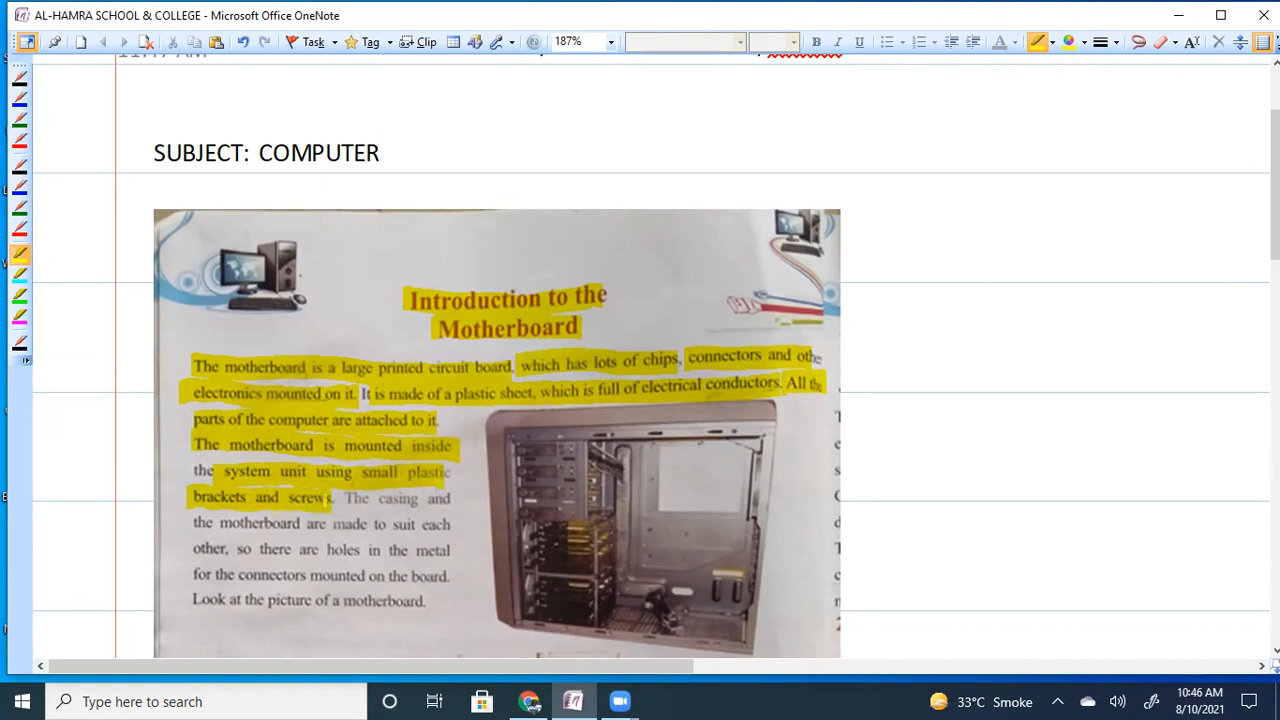 AL-HAMRA SCHOOL & COLLEGE - Microsoft Office OneNote
Task Tag Clip 187% B I U
SUBJECT: COMPUTER
Introduction to the
Motherboard
The motherboard is a large printed circuit board, which has lots of chips, connectors and othe
electronics mounted on it. It is made of a plastic sheet, which is full of electrical conductors. All the
parts of the computer are attached to it.
The motherboard is mounted inside
the system unit using small plastic
brackets and screws. The casing and
the motherboard are made to suit each
other, so there are holes in the metal
for the connectors mounted on the board.
Look at the picture of a motherboard.
Type here to search
33°C Smoke
10:46 AM
8/10/2021